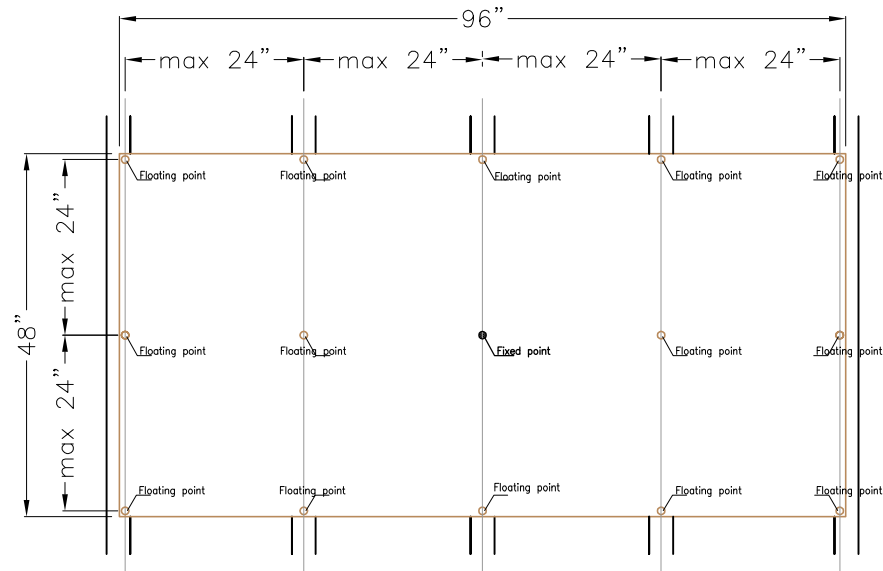 96”
max 24” max 24” max 24” max 24”
Floating point Floating point Floating point Floating point Floating point
max 24”
48”
Floating point Floating point Fixed point Floating point Floating point
max 24”
Floating point Floating point Floating point Floating point Floating point